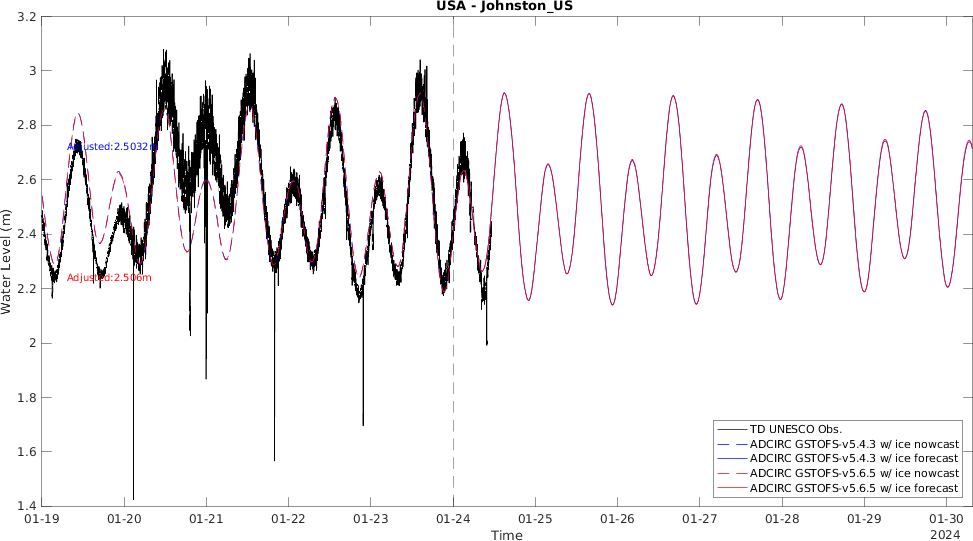 USA - Johnston_US
3.2
3
2.8
2.6
2.4
2.2
2
1.8
1.6
1.4
Water Level (m)
Adjusted:2.5032m
Adjusted:2.506m
TD UNESCO Obs.
ADCIRC GSTOFS-v5.4.3 w/ ice nowcast
ADCIRC GSTOFS-v5.4.3 w/ ice forecast
ADCIRC GSTOFS-v5.6.5 w/ ice nowcast
ADCIRC GSTOFS-v5.6.5 w/ ice forecast
01-19 01-20 01-21 01-22 01-23 01-24 01-25 01-26 01-27 01-28 01-29 01-30
Time
2024